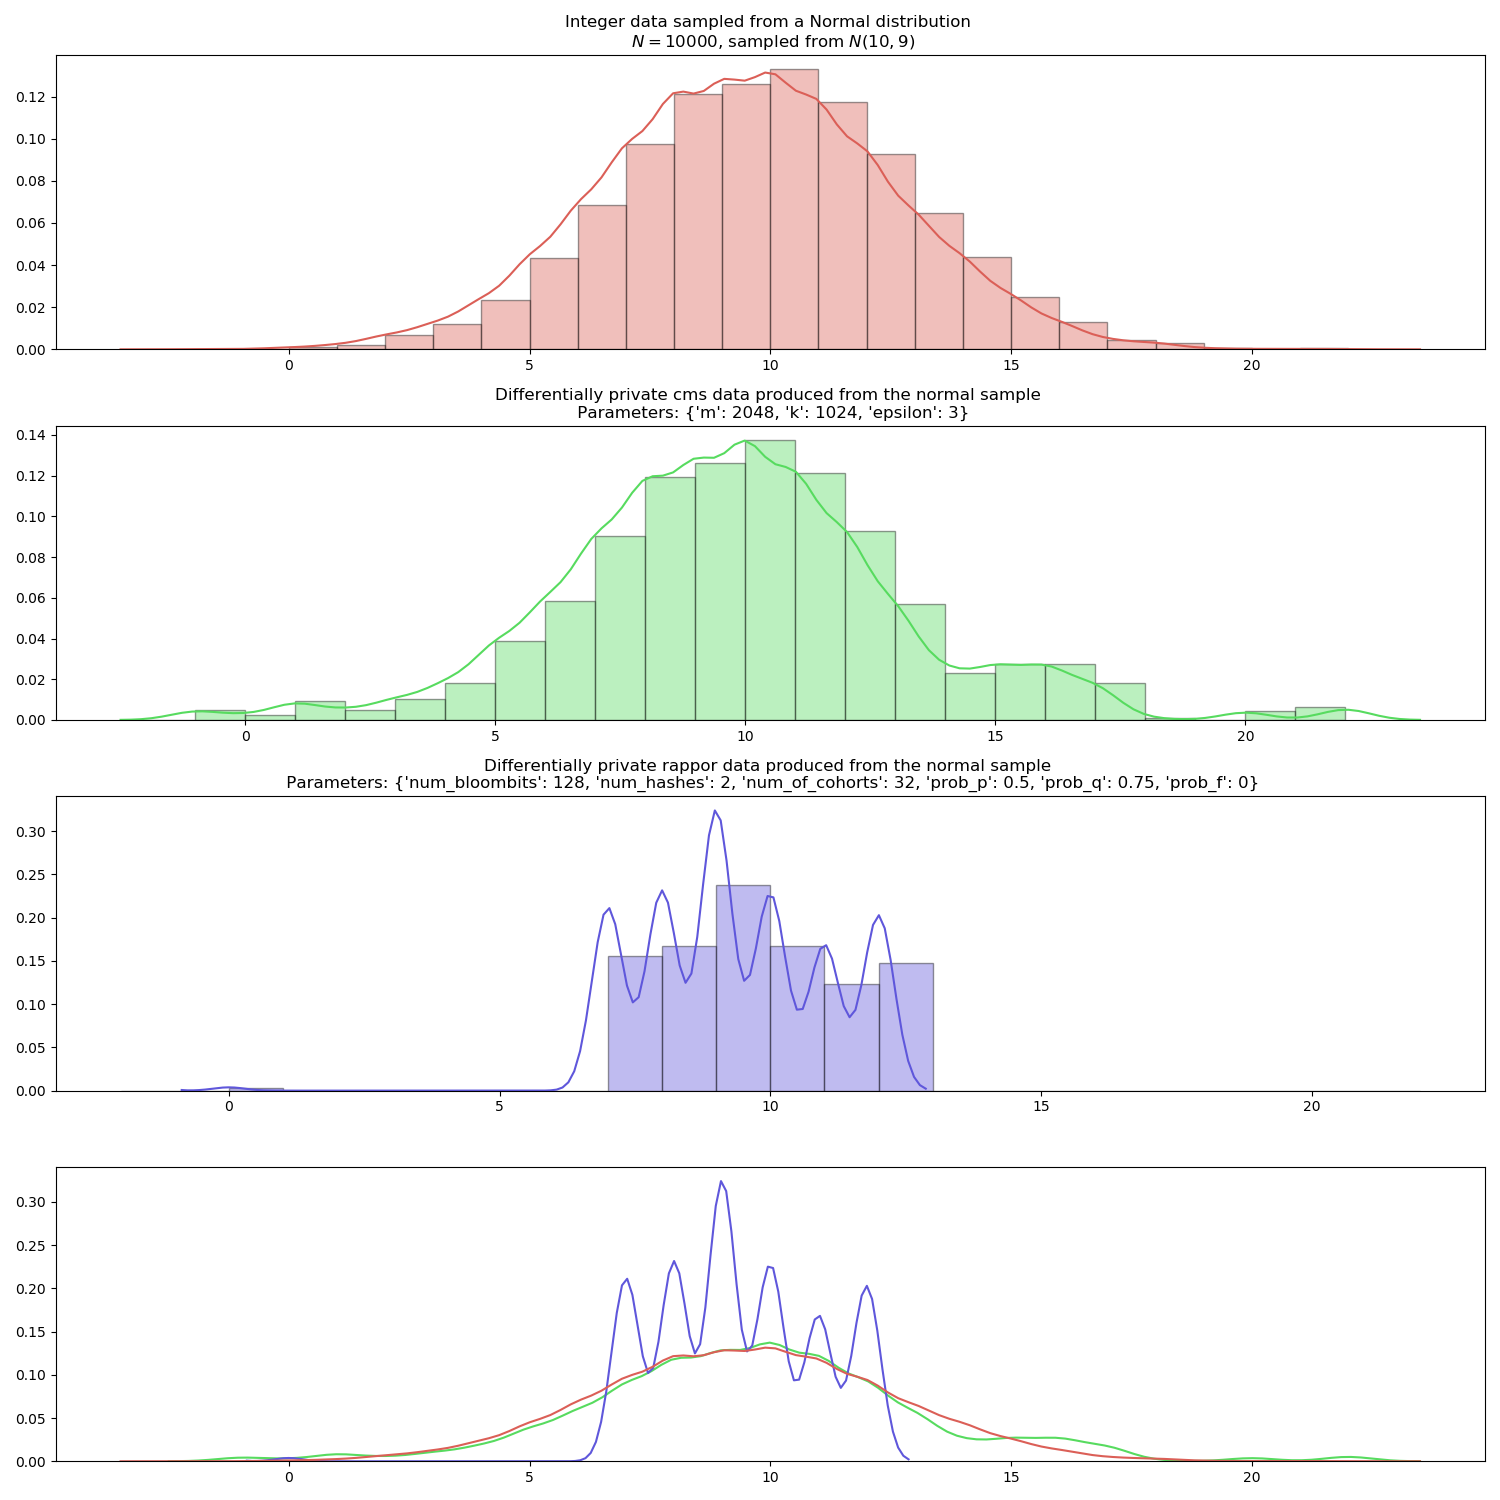 Integer data sampled from a Normal distribution
N = 10000, sampled from N(10, 9)
0.12
0.10
0.08
0.06
0.04
0.02
0.00
0 5 10 15 20
Differentially private cms data produced from the normal sample
Parameters: {'m': 2048, 'k': 1024, 'epsilon': 3}
0.14
0.12
0.10
0.08
0.06
0.04
0.02
0.00
0 5 10 15 20
Differentially private rappor data produced from the normal sample
Parameters: {'num_bloombits': 128, 'num_hashes': 2, 'num_of_cohorts': 32, 'prob_p': 0.5, 'prob_q': 0.75, 'prob_f': 0}
0.30
0.25
0.20
0.15
0.10
0.05
0.00
0 5 10 15 20
0.30
0.25
0.20
0.15
0.10
0.05
0.00
0 5 10 15 20